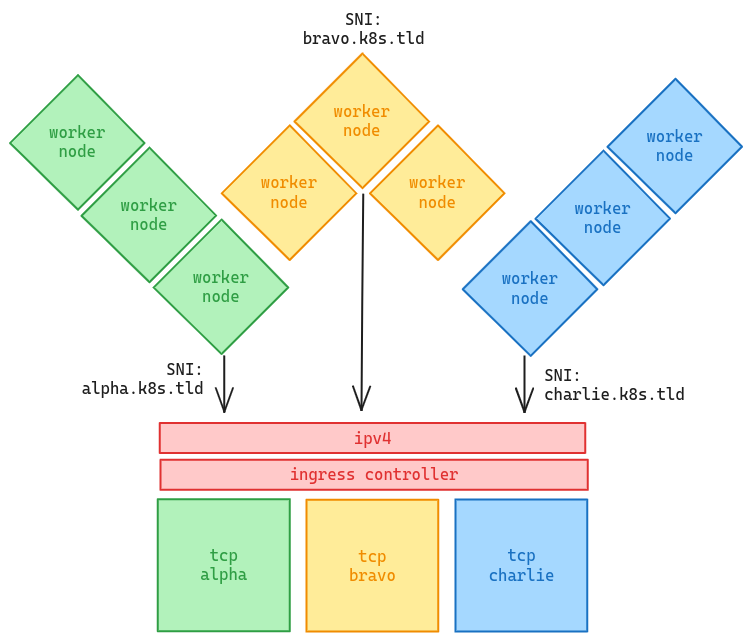 SNI:
bravo.k8s.tld
worker
node
worker
node
worker
node
worker
node
worker
node
worker
node
worker
node
worker
node
worker
node
SNI:
alpha.k8s.tld
SNI:
charlie.k8s.tld
ipv4
ingress controller
tcp
alpha
tcp
bravo
tcp
charlie